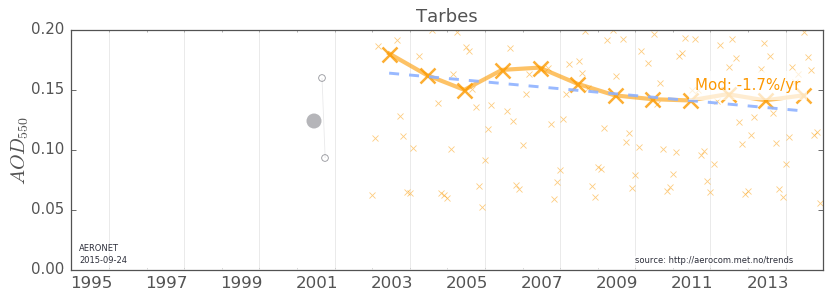 Tarbes
0.20
0.15
0.10
0.05
0.00
AOD550
Mod: -1.7%/yr
AERONET
2015-09-24
source: http://aerocom.met.no/trends
1995 1997 1999 2001 2003 2005 2007 2009 2011 2013